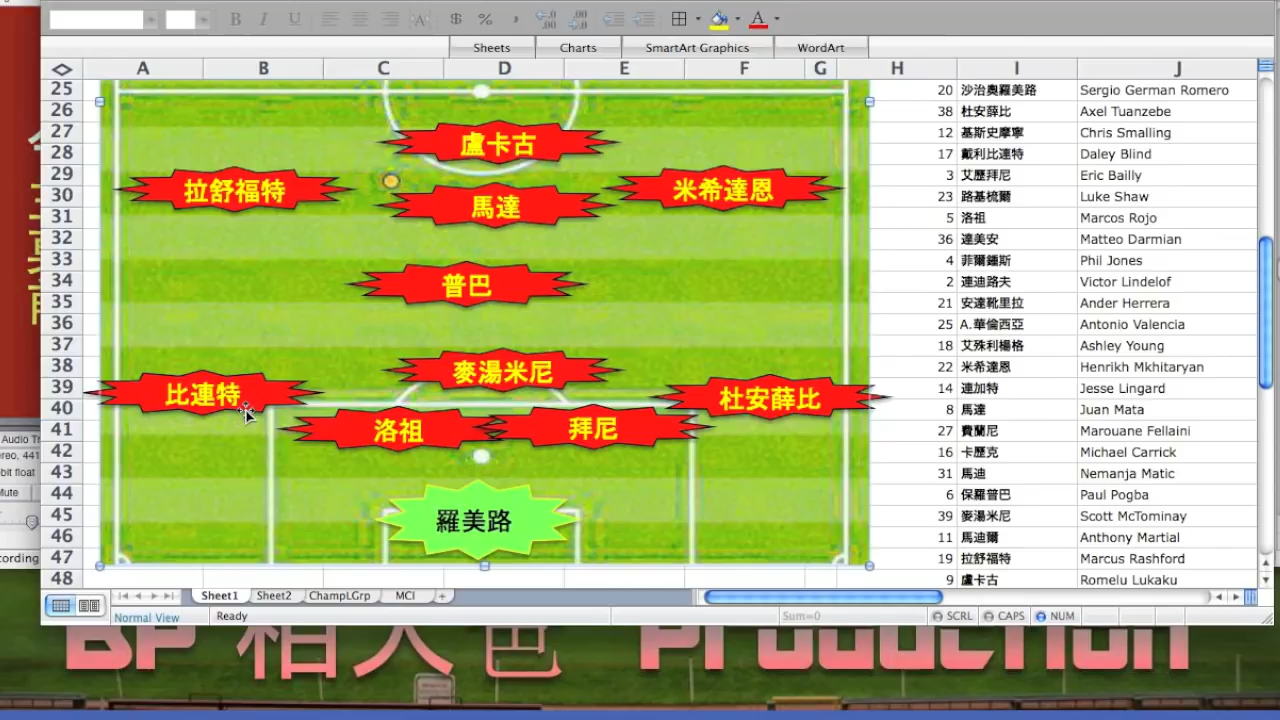 B I U
$ %
Sheets Charts SmartArt Graphics WordArt
A B C D E F G H I J
25 20 沙治奧羅美路 Sergio German Romero
26 38 杜安薛比 Axel Tuanzebe
27 盧卡古 12 基斯史摩寧 Chris Smalling
28 17 戴利比連特 Daley Blind
29 3 艾歷拜尼 Eric Bailly
30 拉舒福特 馬達 米希達恩 23 路基梳爾 Luke Shaw
31 5 洛祖 Marcos Rojo
32 36 達美安 Matteo Darmian
33 4 菲爾鍾斯 Phil Jones
34 普巴 2 連迪路夫 Victor Lindelof
35 21 安達靴里拉 Ander Herrera
36 25 A.華倫西亞 Antonio Valencia
37 18 艾殊利楊格 Ashley Young
38 麥湯米尼 22 米希達恩 Henrikh Mkhitaryan
39 比連特 杜安薛比 14 連加特 Jesse Lingard
40 8 馬達 Juan Mata
41 洛祖 拜尼 27 費蘭尼 Marouane Fellaini
42 16 卡歷克 Michael Carrick
43 31 馬迪 Nemanja Matic
44 6 保羅普巴 Paul Pogba
45 羅美路 39 麥湯米尼 Scott McTominay
46 11 馬迪爾 Anthony Martial
47 19 拉舒福特 Marcus Rashford
48 9 盧卡古 Romelu Lukaku
Sheet1 Sheet2 ChampLGrp MCI +
Normal View Ready Sum=0 SCRL CAPS NUM
Audio Tr
ereo, 441
bit float
Mute
cording
BP 柏人邑 Production